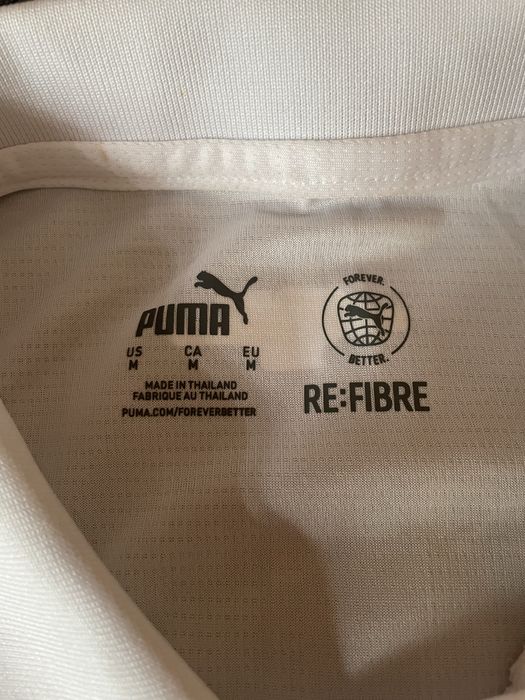 PUMA
US CA EU
M M M
MADE IN THAILAND
FABRIQUE AU THAILAND
PUMA.COM/FOREVERBETTER
FOREVER.
BETTER.
RE:FIBRE